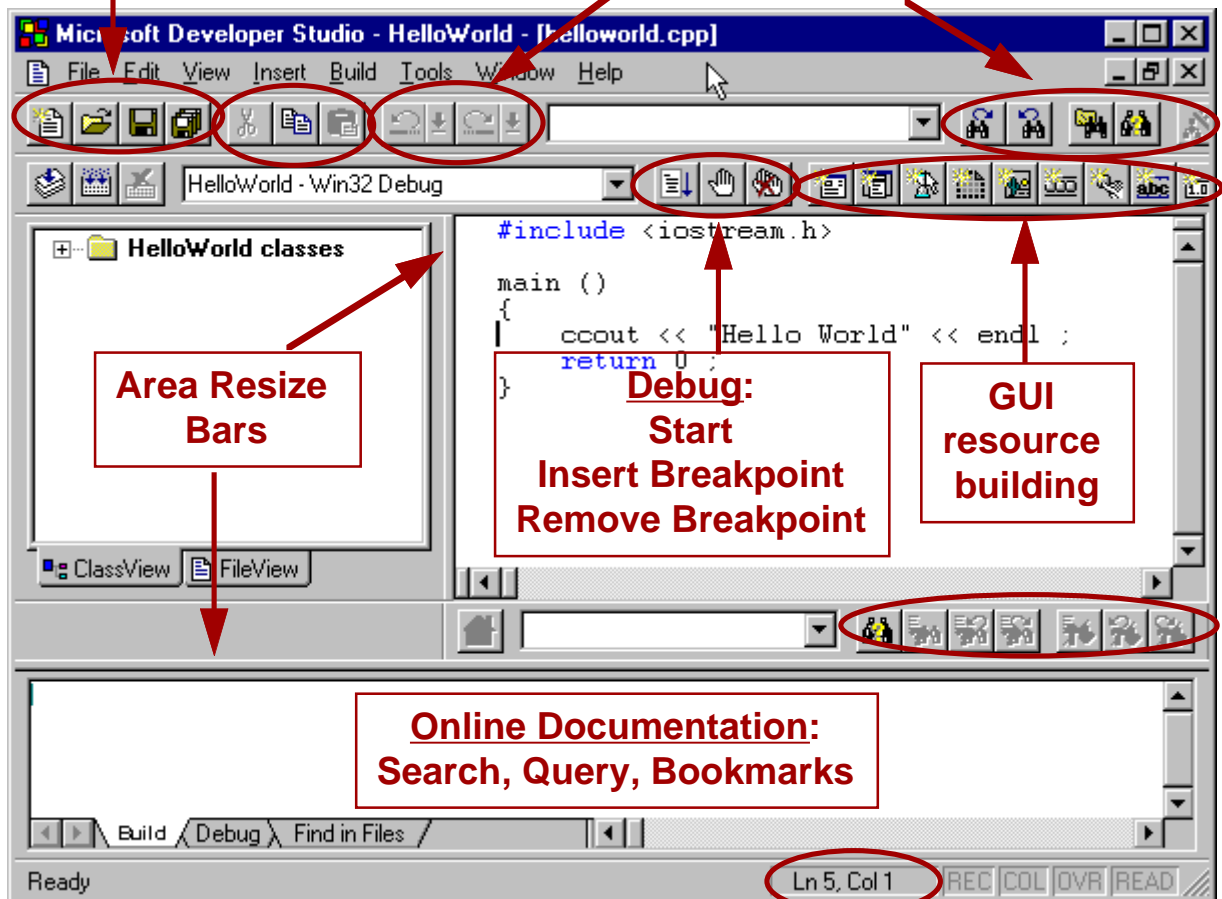 Microsoft Developer Studio - HelloWorld - [helloworld.cpp]
File Edit View Insert Build Tools Window Help
HelloWorld - Win32 Debug
abc
1.0
HelloWorld classes
#include <iostream.h>
main ()
{
ccout << "Hello World" << endl ;
return 0 ;
}
Area Resize
Bars
Debug:
Start
Insert Breakpoint
Remove Breakpoint
GUI
resource
building
ClassView FileView
Online Documentation:
Search, Query, Bookmarks
Build Debug Find in Files
Ready
Ln 5, Col 1
REC COL OVR READ